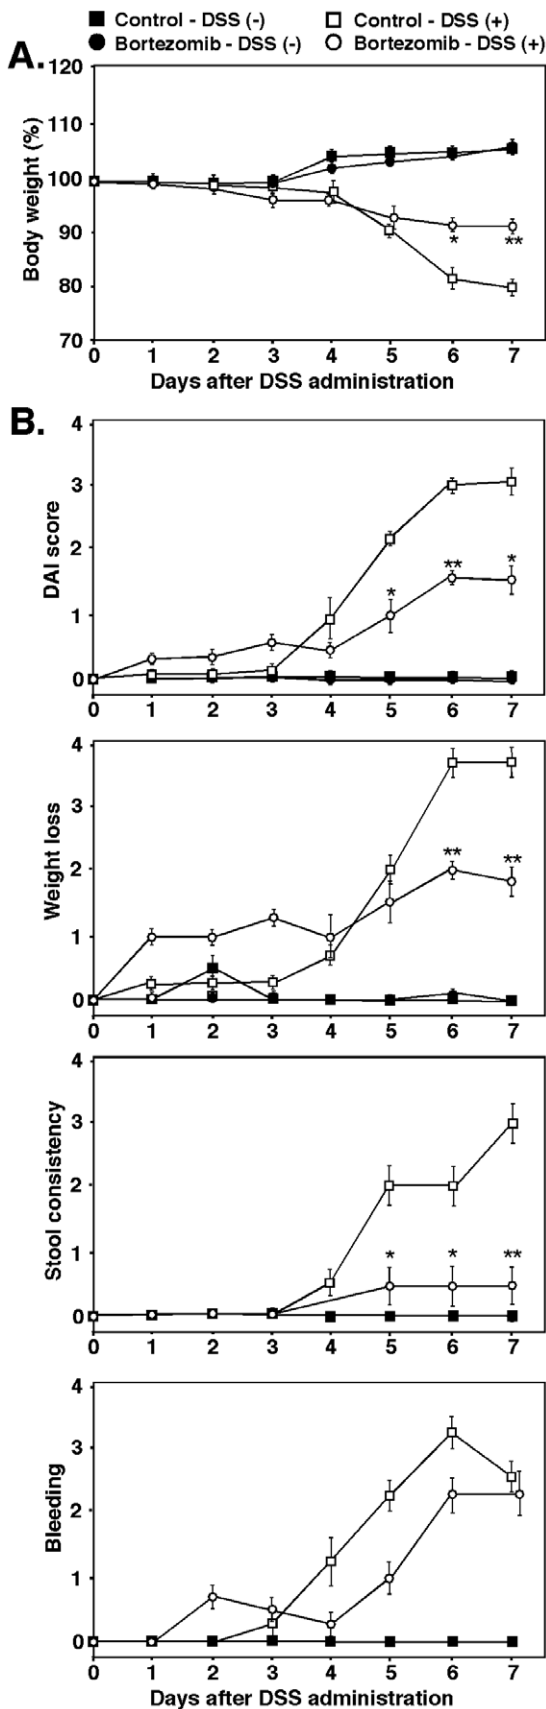 Control - DSS (-) Control - DSS (+)
Bortezomib - DSS (-) Bortezomib - DSS (+)
A.
120
110
100
90
80
70
Body weight (%)
* **
0 1 2 3 4 5 6 7
Days after DSS administration
B.
4
3
2
1
0
DAI score
* ** *
0 1 2 3 4 5 6 7
4
3
2
1
0
Weight loss
** **
0 1 2 3 4 5 6 7
4
3
2
1
0
Stool consistency
* * **
0 1 2 3 4 5 6 7
4
3
2
1
0
Bleeding
0 1 2 3 4 5 6 7
Days after DSS administration